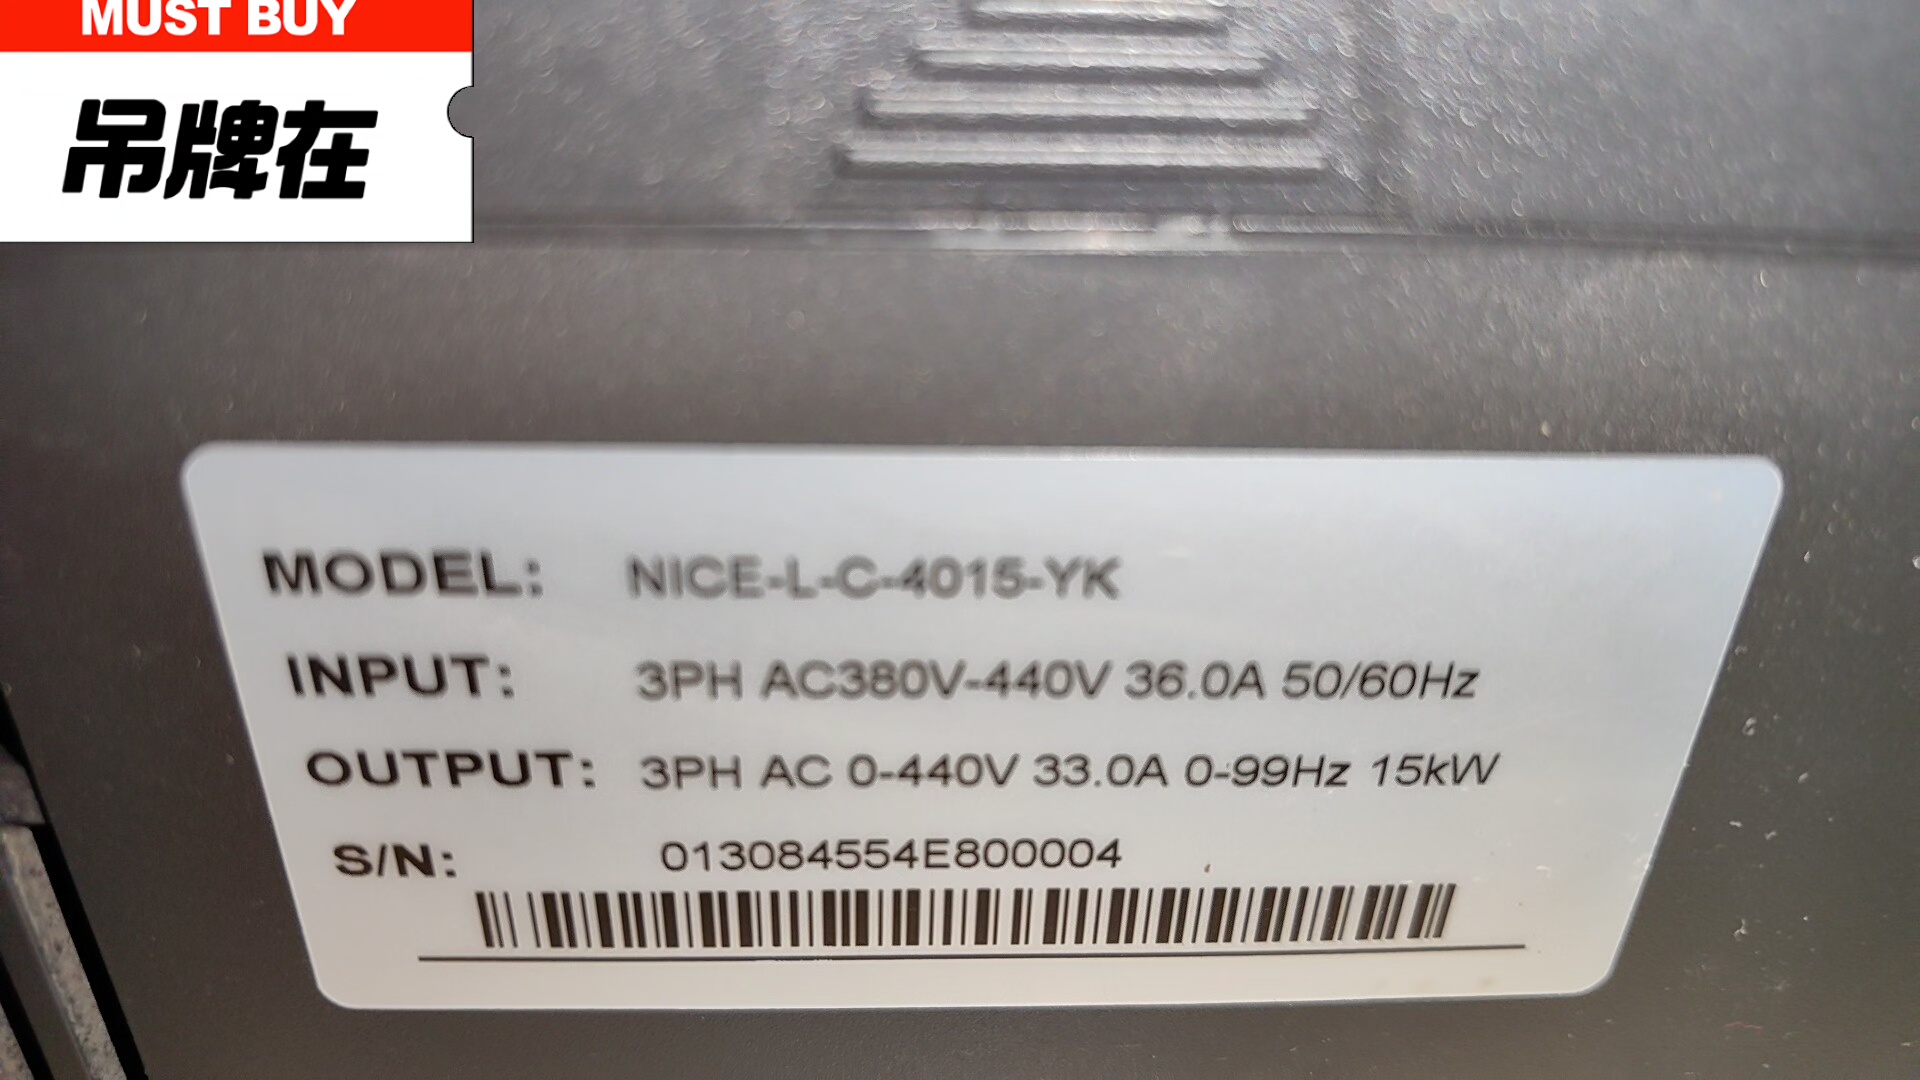 MUST BUY
吊牌在
MODEL: NICE-L-C-4015-YK
INPUT: 3PH AC380V-440V 36.0A 50/60Hz
OUTPUT: 3PH AC 0-440V 33.0A 0-99Hz 15kW
S/N: 013084554E800004